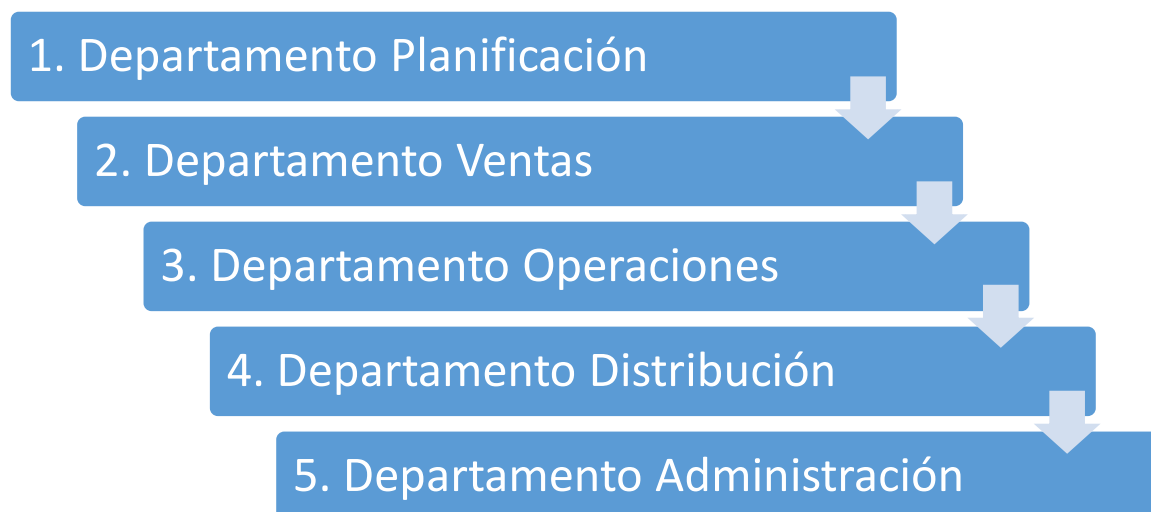 1. Departamento Planificación
2. Departamento Ventas
3. Departamento Operaciones
4. Departamento Distribución
5. Departamento Administración